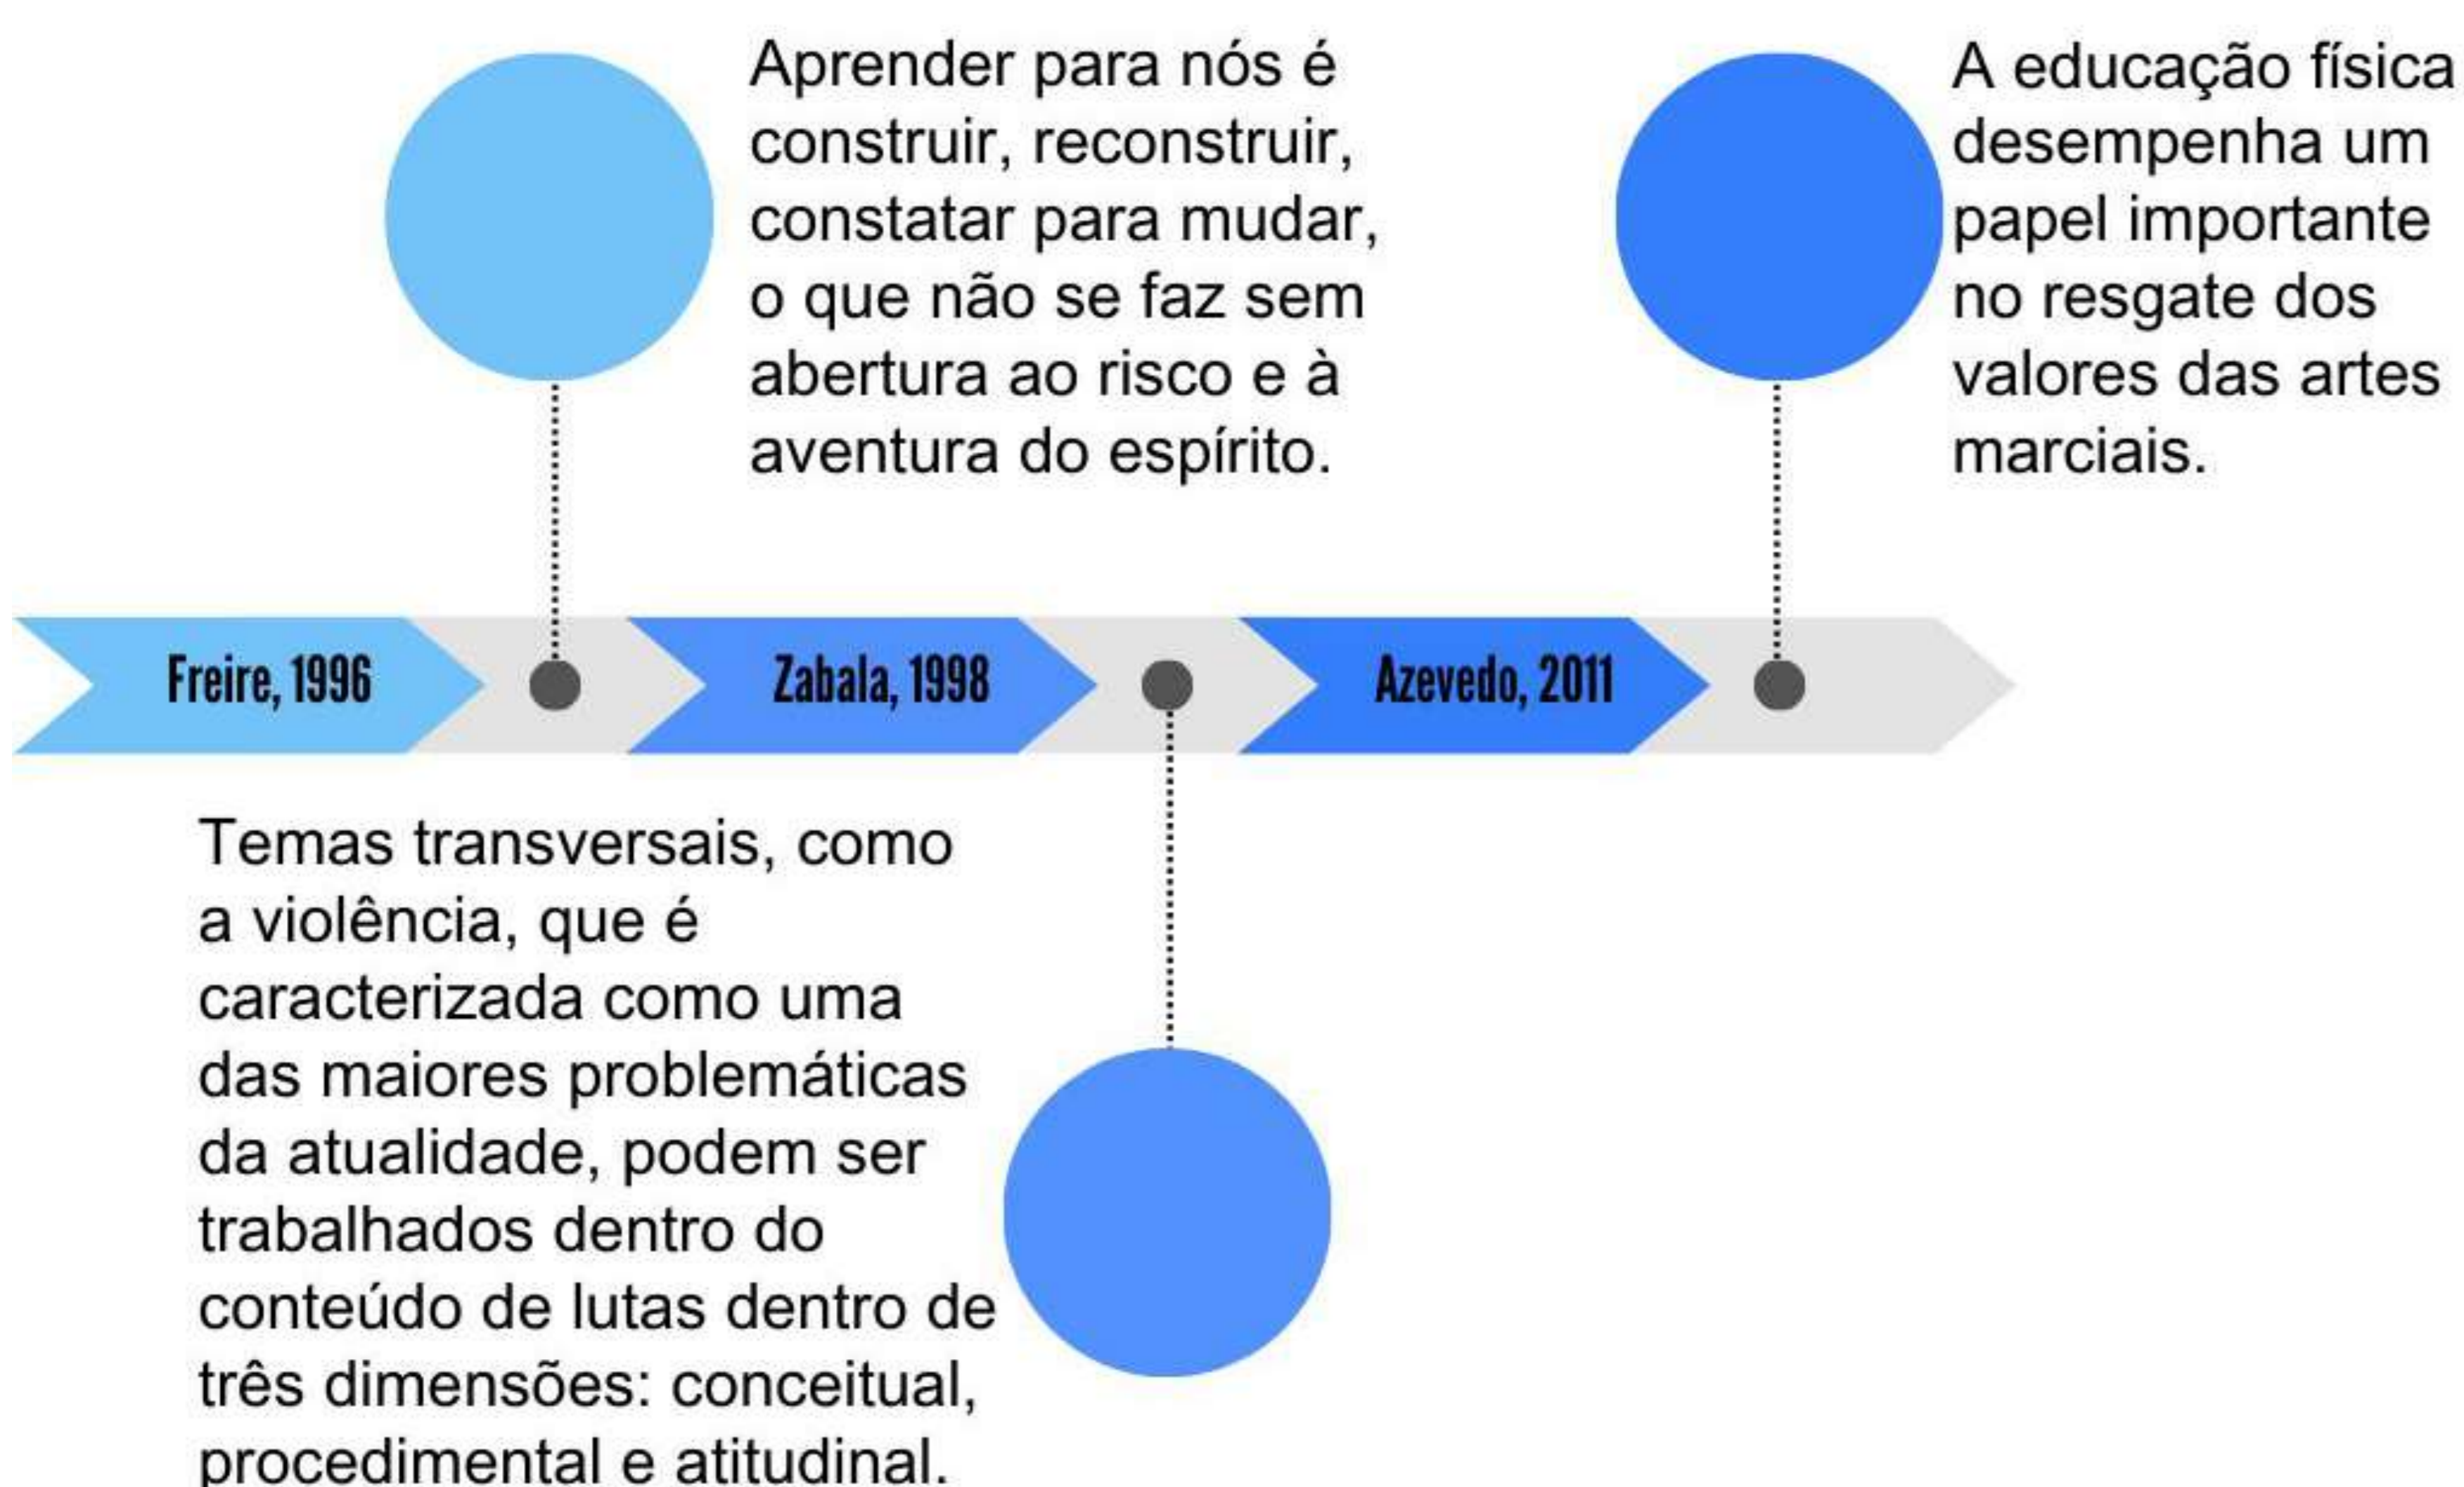 Aprender para nós é
construir, reconstruir,
constatar para mudar,
o que não se faz sem
abertura ao risco e à
aventura do espírito.
A educação física
desempenha um
papel importante
no resgate dos
valores das artes
marciais.
Freire, 1996
Zabala, 1998
Azevedo, 2011
Temas transversais, como
a violência, que é
caracterizada como uma
das maiores problemáticas
da atualidade, podem ser
trabalhados dentro do
conteúdo de lutas dentro de
três dimensões: conceitual,
procedimental e atitudinal.